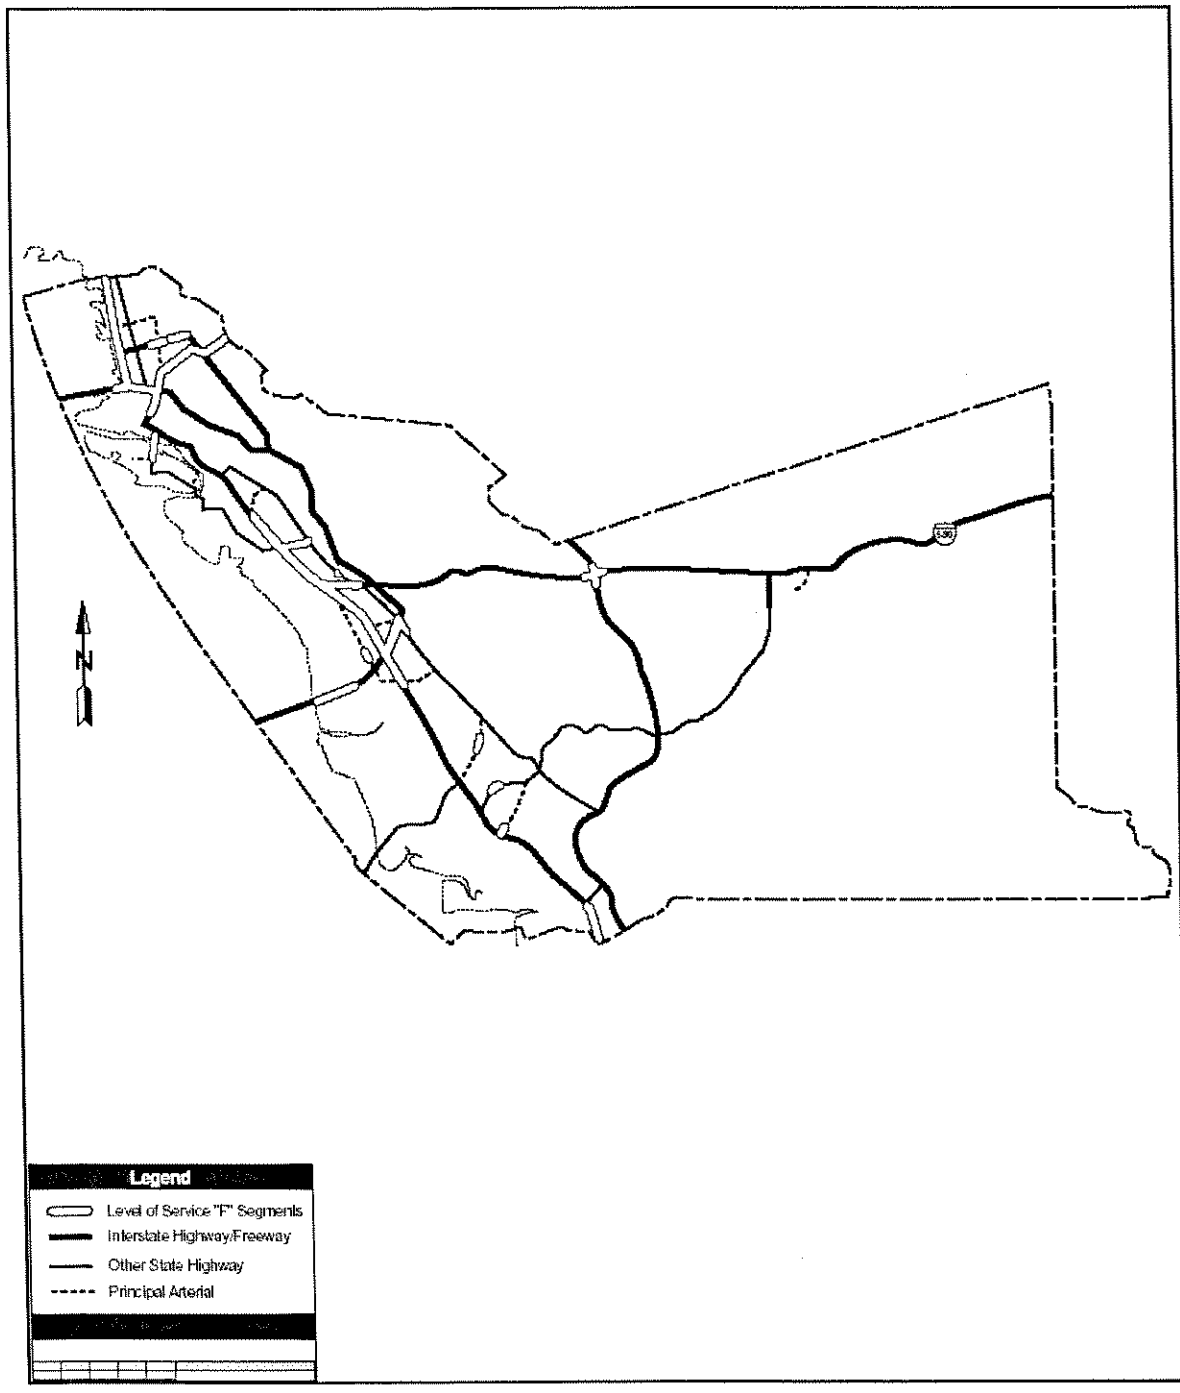 N
Legend
Level of Service "F" Segments
Interstate Highway/Freeway
Other State Highway
Principal Arterial